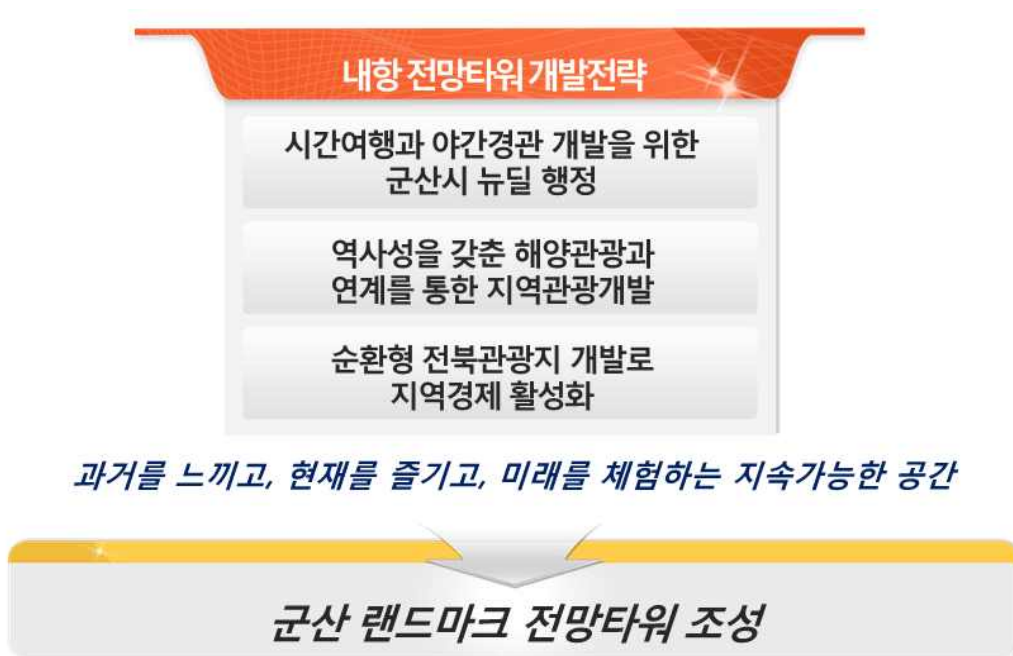 내항 전망타워 개발전략
시간여행과 야간경관 개발을 위한
군산시 뉴딜 행정
역사성을 갖춘 해양관광과
연계를 통한 지역관광개발
순환형 전북관광지 개발로
지역경제 활성화
과거를 느끼고, 현재를 즐기고, 미래를 체험하는 지속가능한 공간
군산 랜드마크 전망타워 조성